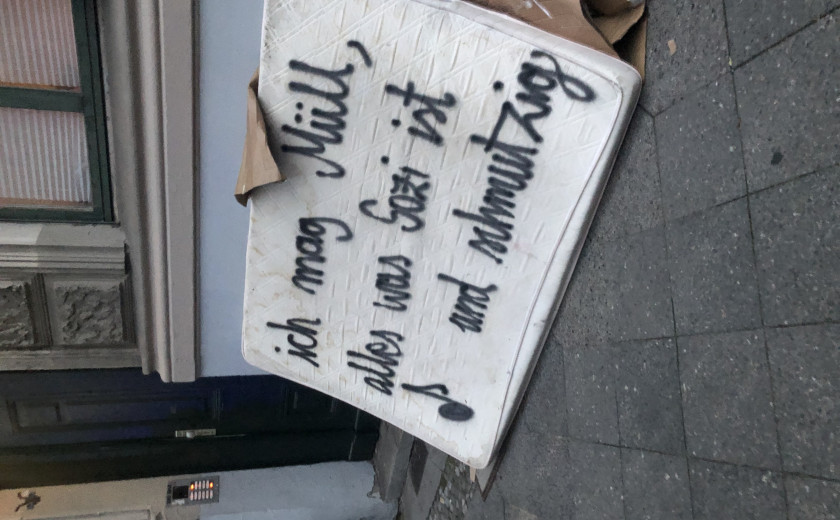 ich mag Müll,
alles was Sozi ist
und schmutzig